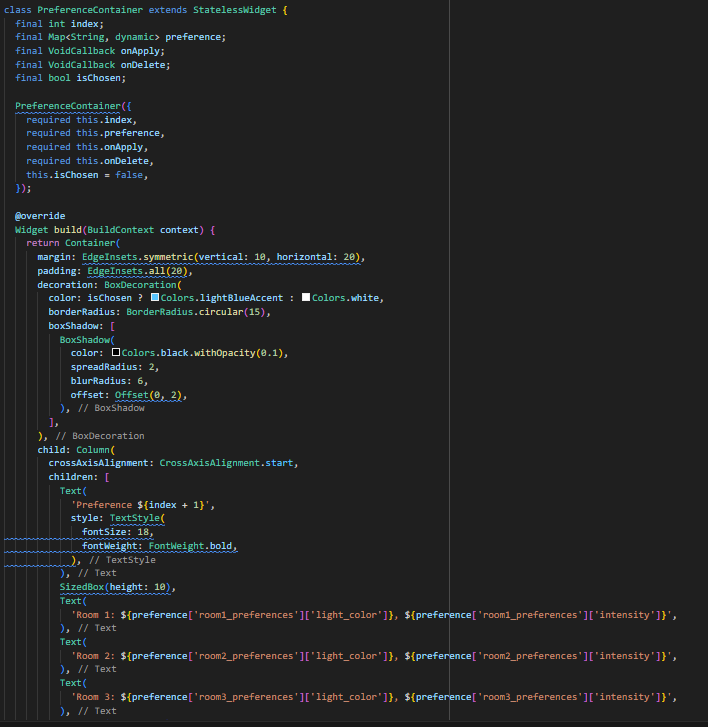 class PreferenceContainer extends StatelessWidget {
  final int index;
  final Map<String, dynamic> preference;
  final VoidCallback onApply;
  final VoidCallback onDelete;
  final bool isChosen;

  PreferenceContainer({
    required this.index,
    required this.preference,
    required this.onApply,
    required this.onDelete,
    this.isChosen = false,
  });

  @override
  Widget build(BuildContext context) {
    return Container(
      margin: EdgeInsets.symmetric(vertical: 10, horizontal: 20),
      padding: EdgeInsets.all(20),
      decoration: BoxDecoration(
        color: isChosen ? Colors.lightBlueAccent : Colors.white,
        borderRadius: BorderRadius.circular(15),
        boxShadow: [
          BoxShadow(
            color: Colors.black.withOpacity(0.1),
            spreadRadius: 2,
            blurRadius: 6,
            offset: Offset(0, 2),
          ), // BoxShadow
        ],
      ), // BoxDecoration
      child: Column(
        crossAxisAlignment: CrossAxisAlignment.start,
        children: [
          Text(
            'Preference ${index + 1}',
            style: TextStyle(
              fontSize: 18,
              fontWeight: FontWeight.bold,
            ), // TextStyle
          ), // Text
          SizedBox(height: 10),
          Text(
            'Room 1: ${preference['room1_preferences']['light_color']}, ${preference['room1_preferences']['intensity']}',
          ), // Text
          Text(
            'Room 2: ${preference['room2_preferences']['light_color']}, ${preference['room2_preferences']['intensity']}',
          ), // Text
          Text(
            'Room 3: ${preference['room3_preferences']['light_color']}, ${preference['room3_preferences']['intensity']}',
          ), // Text